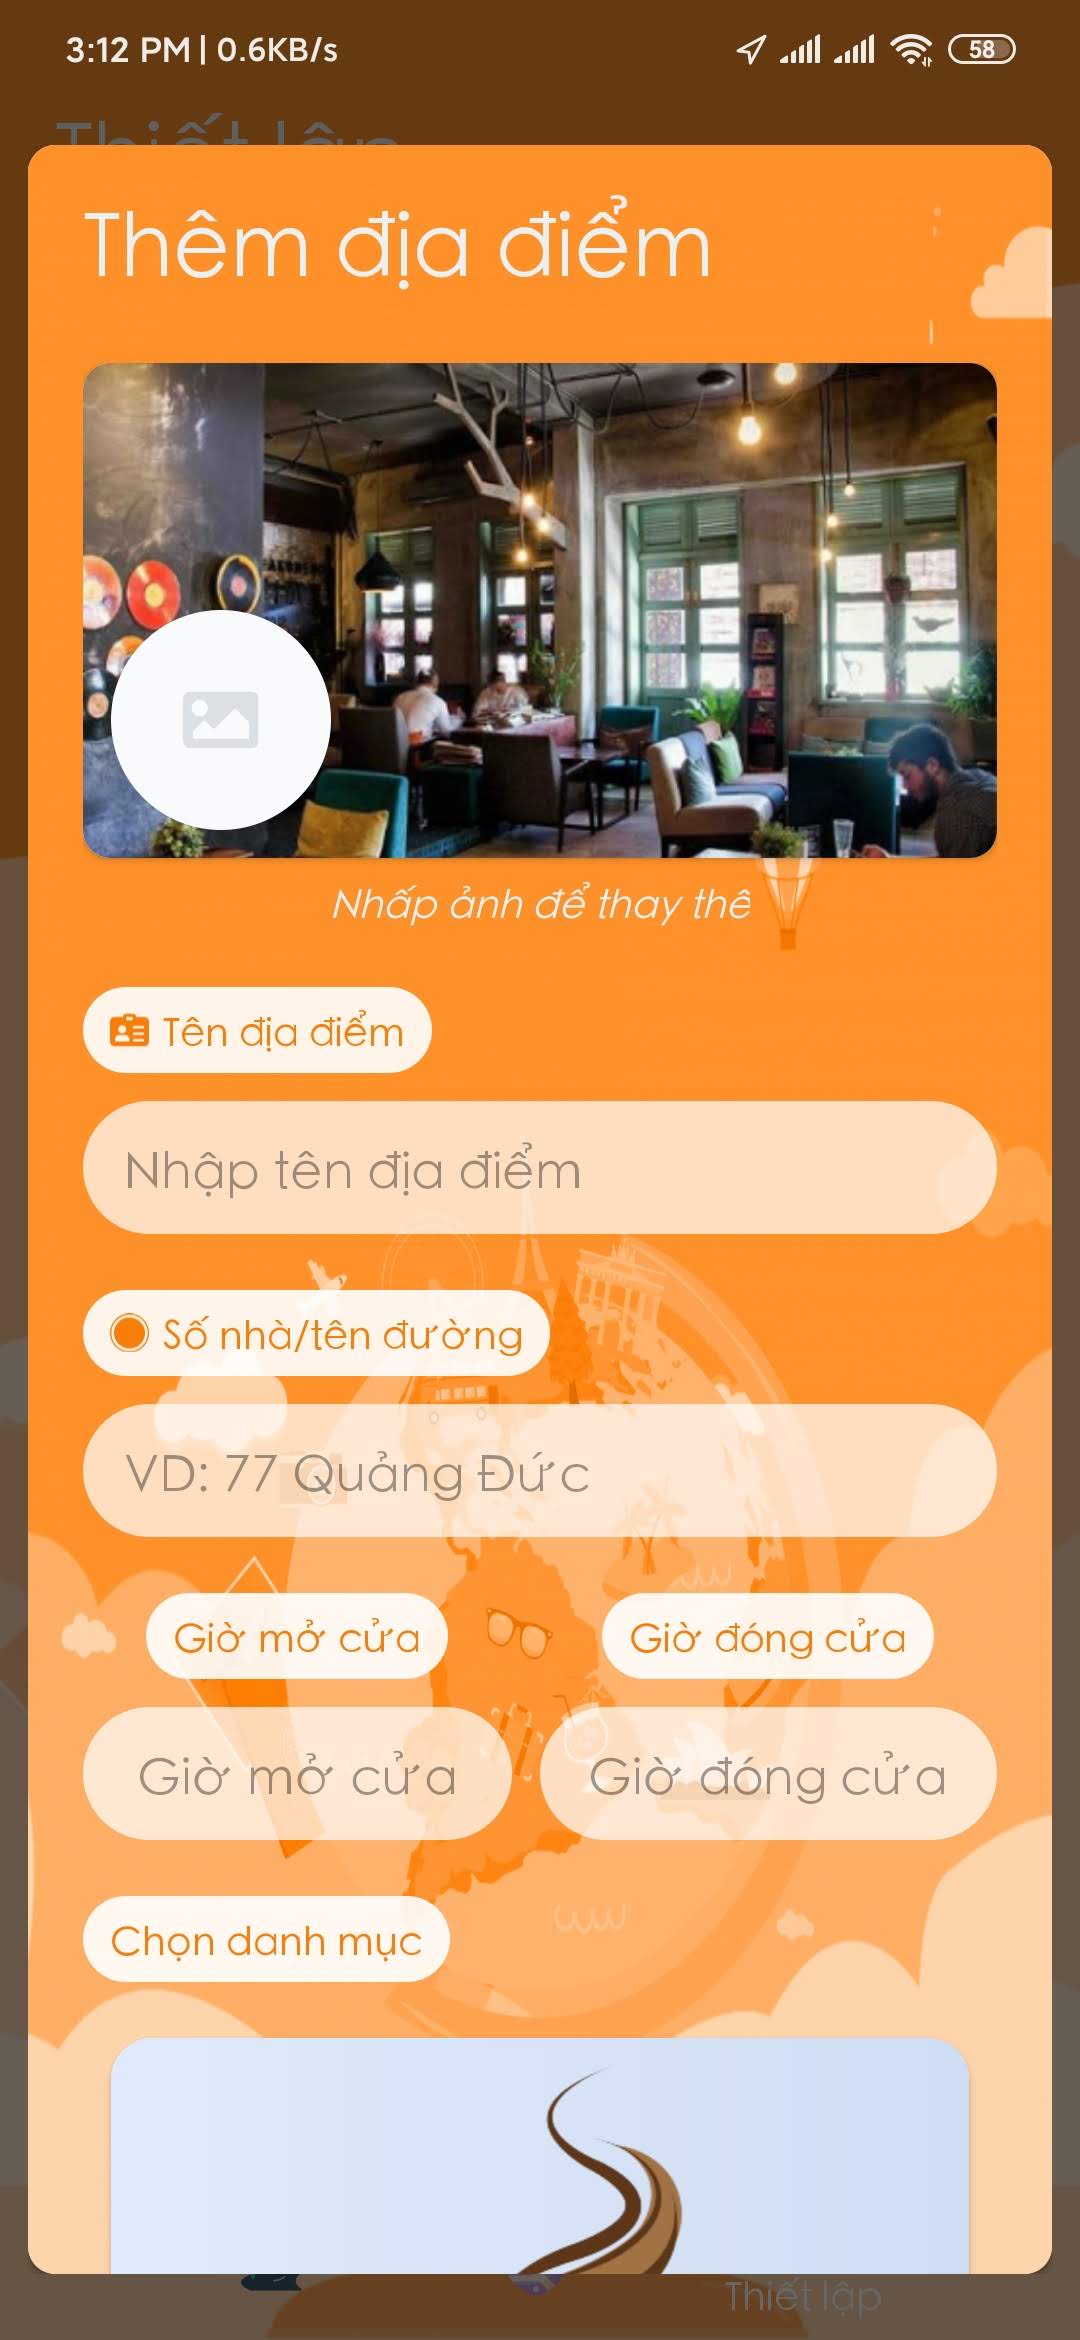 3:12 PM | 0.6KB/s
58
Thiết lập
Thêm địa điểm
Nhấp ảnh để thay thế
Tên địa điểm
Nhập tên địa điểm
Số nhà/tên đường
VD: 77 Quảng Đức
Giờ mở cửa
Giờ đóng cửa
Giờ mở cửa
Giờ đóng cửa
Chọn danh mục
Thiết lập